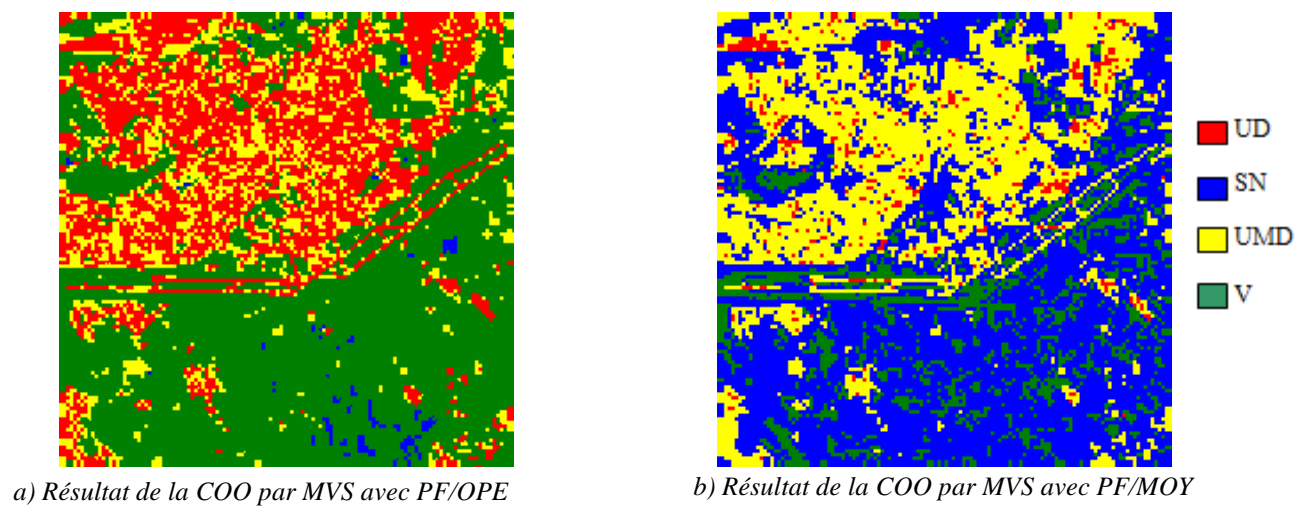 UD
SN
UMD
V
a) Résultat de la COO par MVS avec PF/OPE
b) Résultat de la COO par MVS avec PF/MOY